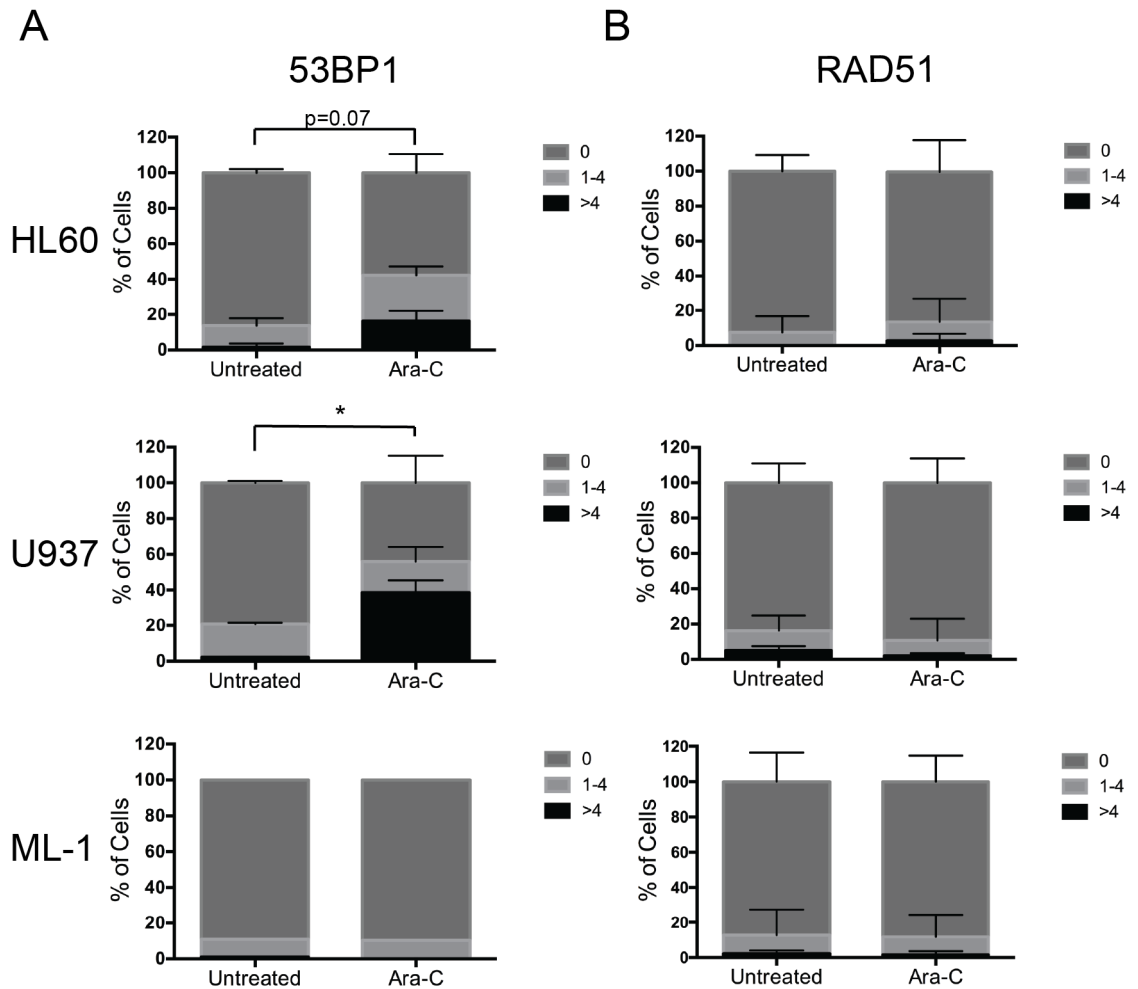 A
B
53BP1
RAD51
HL60
p=0.07
% of Cells
120
100
80
60
40
20
0
Untreated
Ara-C
0
1-4
>4
% of Cells
120
100
80
60
40
20
0
Untreated
Ara-C
0
1-4
>4
U937
*
% of Cells
120
100
80
60
40
20
0
Untreated
Ara-C
0
1-4
>4
% of Cells
120
100
80
60
40
20
0
Untreated
Ara-C
0
1-4
>4
ML-1
% of Cells
120
100
80
60
40
20
0
Untreated
Ara-C
0
1-4
>4
% of Cells
120
100
80
60
40
20
0
Untreated
Ara-C
0
1-4
>4